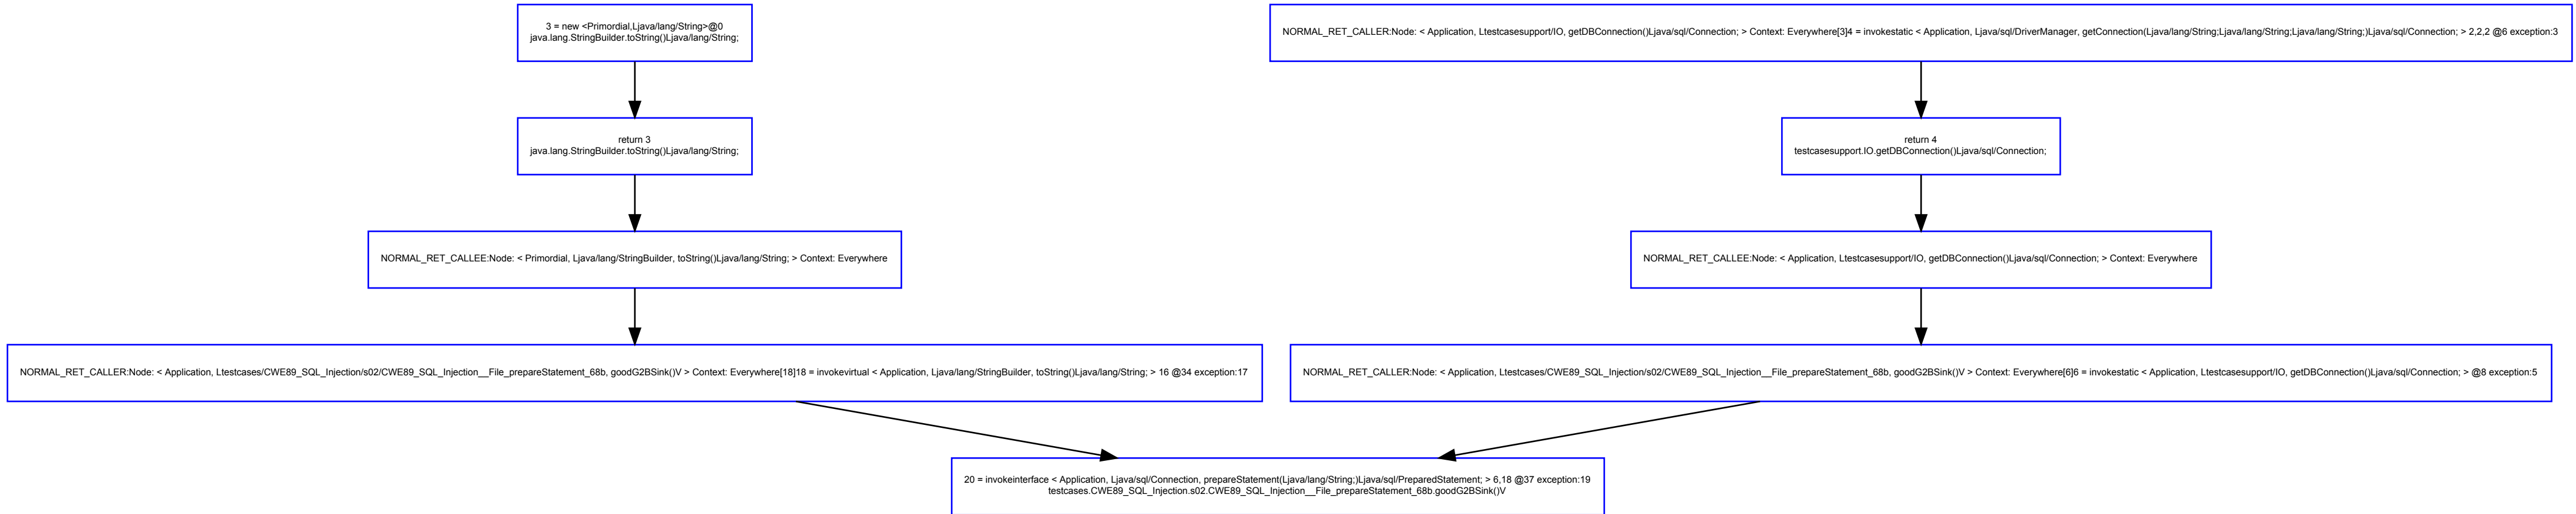 3 = new <Primordial,Ljava/lang/String>@0
java.lang.StringBuilder.toString()Ljava/lang/String;
NORMAL_RET_CALLER:Node: < Application, Ltestcasesupport/IO, getDBConnection()Ljava/sql/Connection; > Context: Everywhere[3]4 = invokestatic < Application, Ljava/sql/DriverManager, getConnection(Ljava/lang/String;Ljava/lang/String;Ljava/lang/String;)Ljava/sql/Connection; > 2,2,2 @6 exception:3
return 3
java.lang.StringBuilder.toString()Ljava/lang/String;
return 4
testcasesupport.IO.getDBConnection()Ljava/sql/Connection;
NORMAL_RET_CALLEE:Node: < Primordial, Ljava/lang/StringBuilder, toString()Ljava/lang/String; > Context: Everywhere
NORMAL_RET_CALLEE:Node: < Application, Ltestcasesupport/IO, getDBConnection()Ljava/sql/Connection; > Context: Everywhere
NORMAL_RET_CALLER:Node: < Application, Ltestcases/CWE89_SQL_Injection/s02/CWE89_SQL_Injection__File_prepareStatement_68b, goodG2BSink()V > Context: Everywhere[18]18 = invokevirtual < Application, Ljava/lang/StringBuilder, toString()Ljava/lang/String; > 16 @34 exception:17
NORMAL_RET_CALLER:Node: < Application, Ltestcases/CWE89_SQL_Injection/s02/CWE89_SQL_Injection__File_prepareStatement_68b, goodG2BSink()V > Context: Everywhere[6]6 = invokestatic < Application, Ltestcasesupport/IO, getDBConnection()Ljava/sql/Connection; > @8 exception:5
20 = invokeinterface < Application, Ljava/sql/Connection, prepareStatement(Ljava/lang/String;)Ljava/sql/PreparedStatement; > 6,18 @37 exception:19
testcases.CWE89_SQL_Injection.s02.CWE89_SQL_Injection__File_prepareStatement_68b.goodG2BSink()V